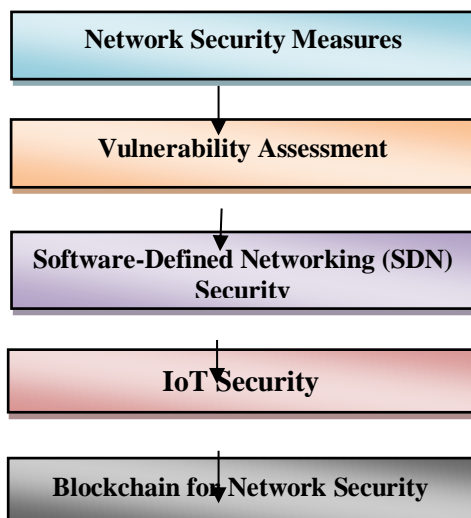 Network Security Measures
Vulnerability Assessment
Software-Defined Networking (SDN)
Security
IoT Security
Blockchain for Network Security